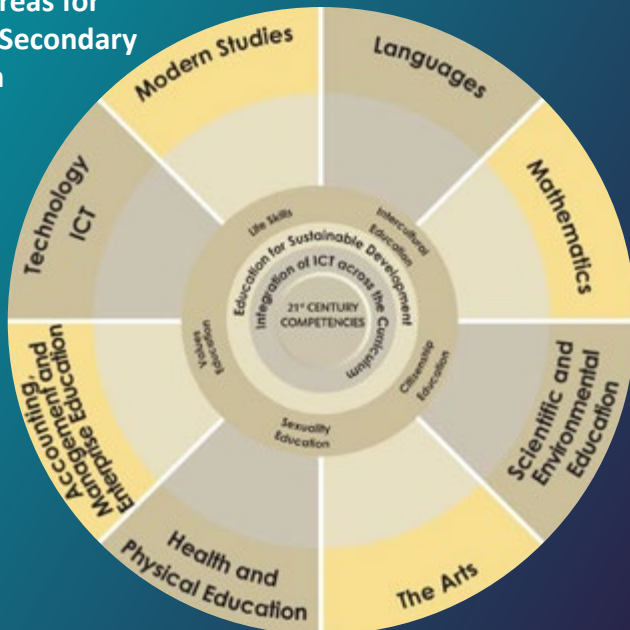 reas for
Secondary
Modern Studies
Languages
Mathematics
Scientific and
Environmental
Education
The Arts
Health and
Physical Education
Accounting,
Management and
Enterprise Education
Technology
ICT
Life Skills
Intercultural
Education
Citizenship
Education
Sexuality
Education
Values
Education
Education for Sustainable Development
Integration of ICT across the Curriculum
21st CENTURY
COMPETENCIES